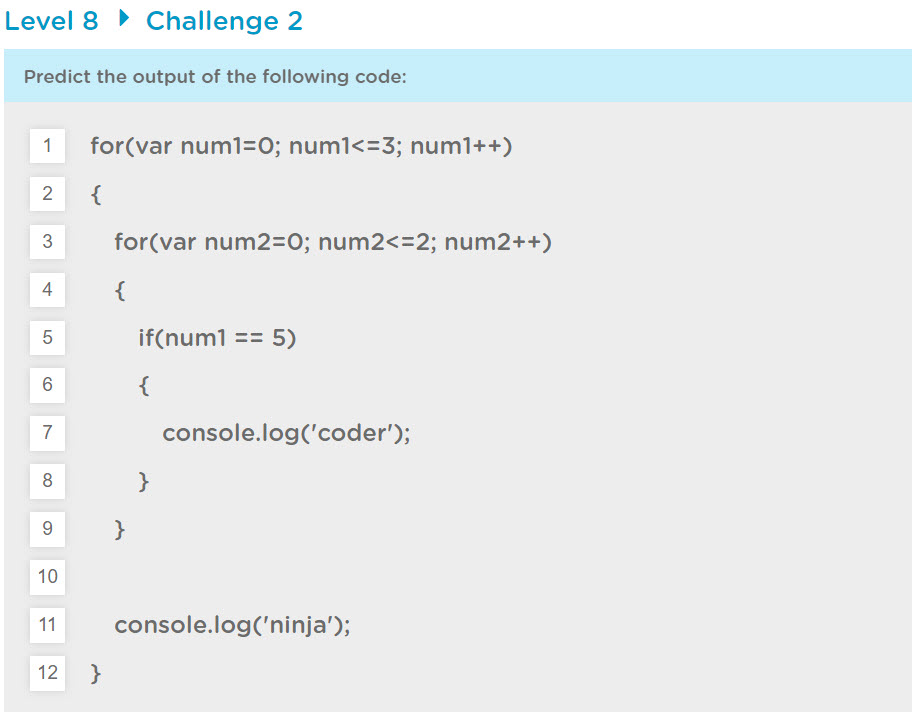 Level 8 Challenge 2
Predict the output of the following code:
1 for(var num1=0; num1<=3; num1++)
2 {
3 for(var num2=0; num2<=2; num2++)
4 {
5 if(num1 == 5)
6 {
7 console.log('coder');
8 }
9 }
10
11 console.log('ninja');
12 }